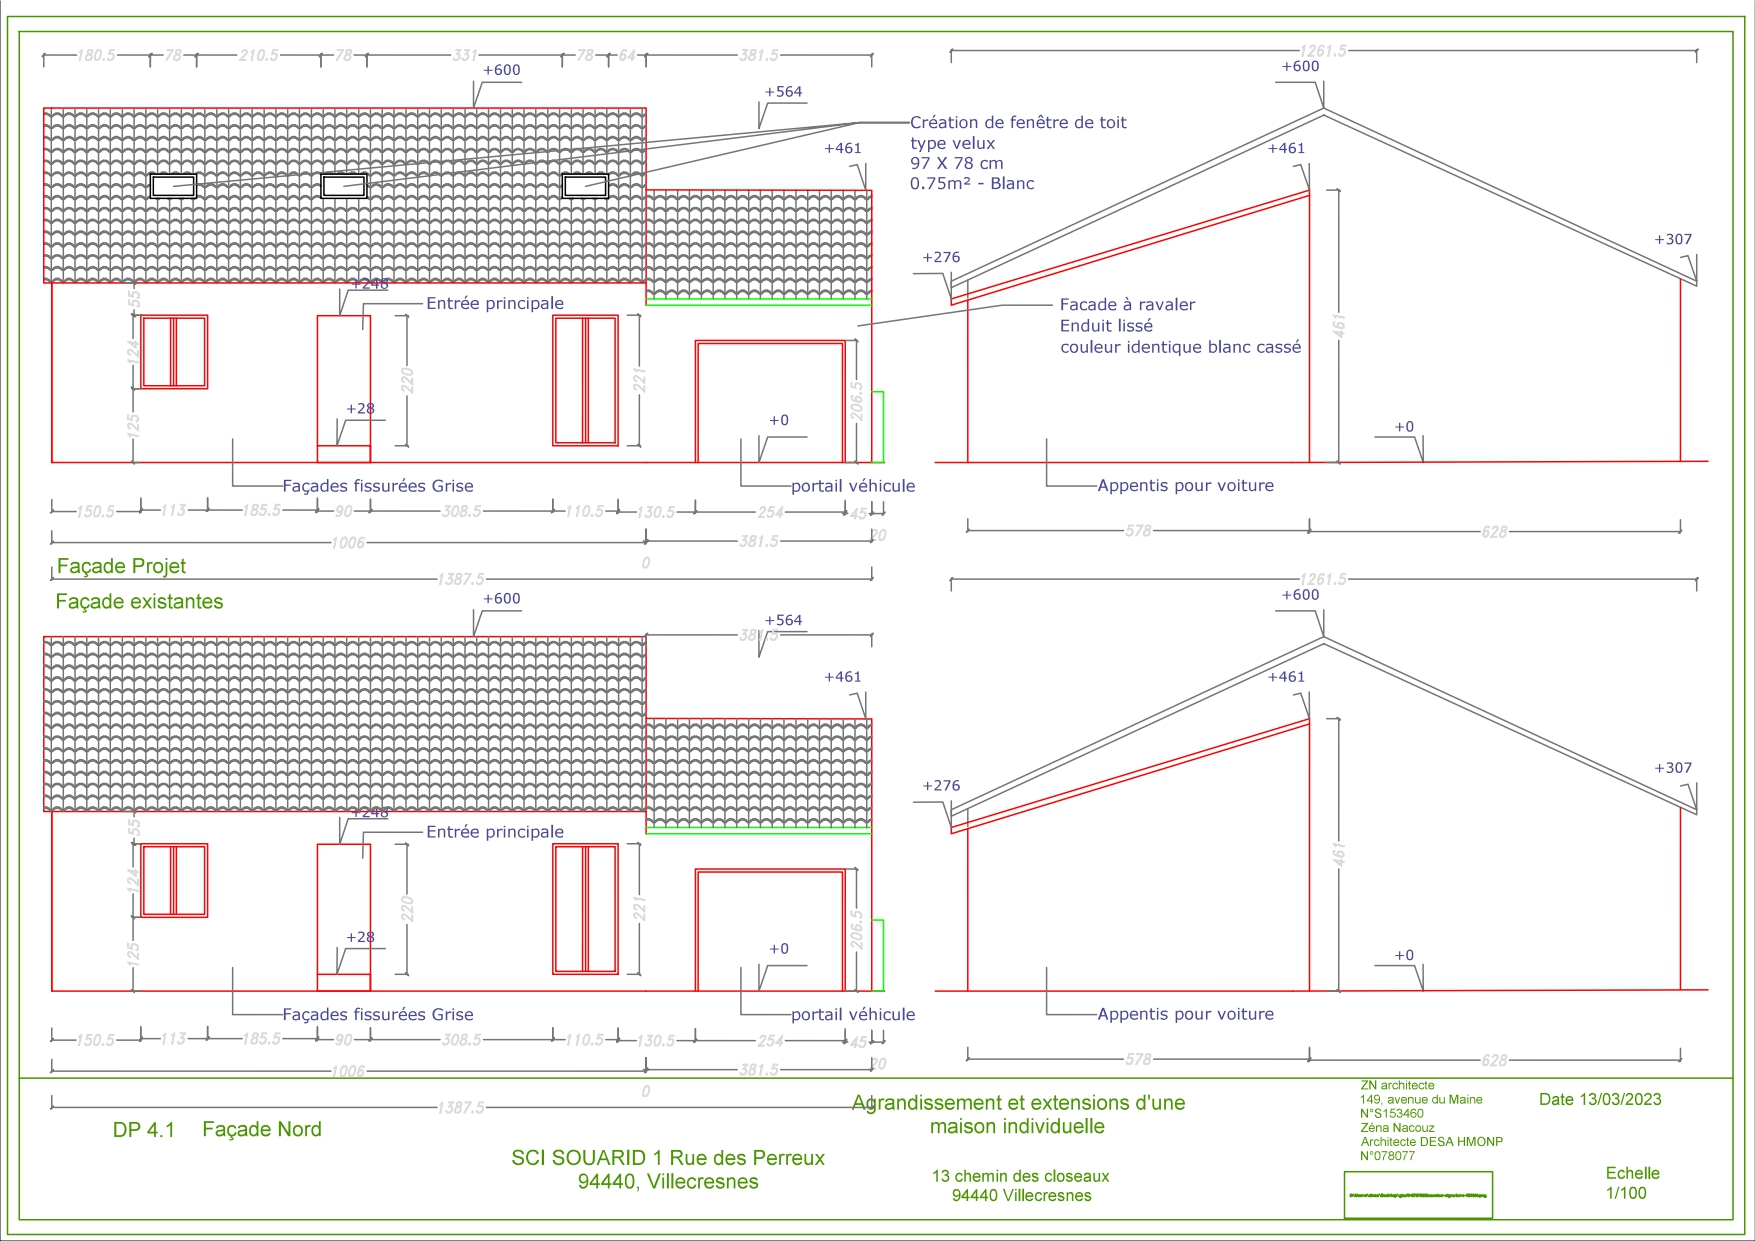 180.5 78 210.5 78 331 78 64 381.5
1261.5
+600
+564
+461
Création de fenêtre de toit
type velux
97 X 78 cm
0.75m² - Blanc
+600
+461
+276
+307
461
+248
Entrée principale
55
124
125
220
221
206.5
+28
+0
Facade à ravaler
Enduit lissé
couleur identique blanc cassé
+0
Façades fissurées Grise
portail véhicule
Appentis pour voiture
150.5 113 185.5 90 308.5 110.5 130.5 254 45
20
1006 381.5
0
1387.5
578 628
Façade Projet
Façade existantes
1261.5
+600
+564
381.5
+461
+600
+461
+276
+307
461
+248
Entrée principale
55
124
125
220
221
206.5
+28
+0
+0
Façades fissurées Grise
portail véhicule
Appentis pour voiture
150.5 113 185.5 90 308.5 110.5 130.5 254 45
20
1006 381.5
0
1387.5
578 628
DP 4.1 Façade Nord
SCI SOUARID 1 Rue des Perreux
94440, Villecresnes
Agrandissement et extensions d'une
maison individuelle
13 chemin des closeaux
94440 Villecresnes
ZN architecte
149, avenue du Maine
N°S153460
Zéna Nacouz
Architecte DESA HMONP
N°078077
Date 13/03/2023
Echelle
1/100